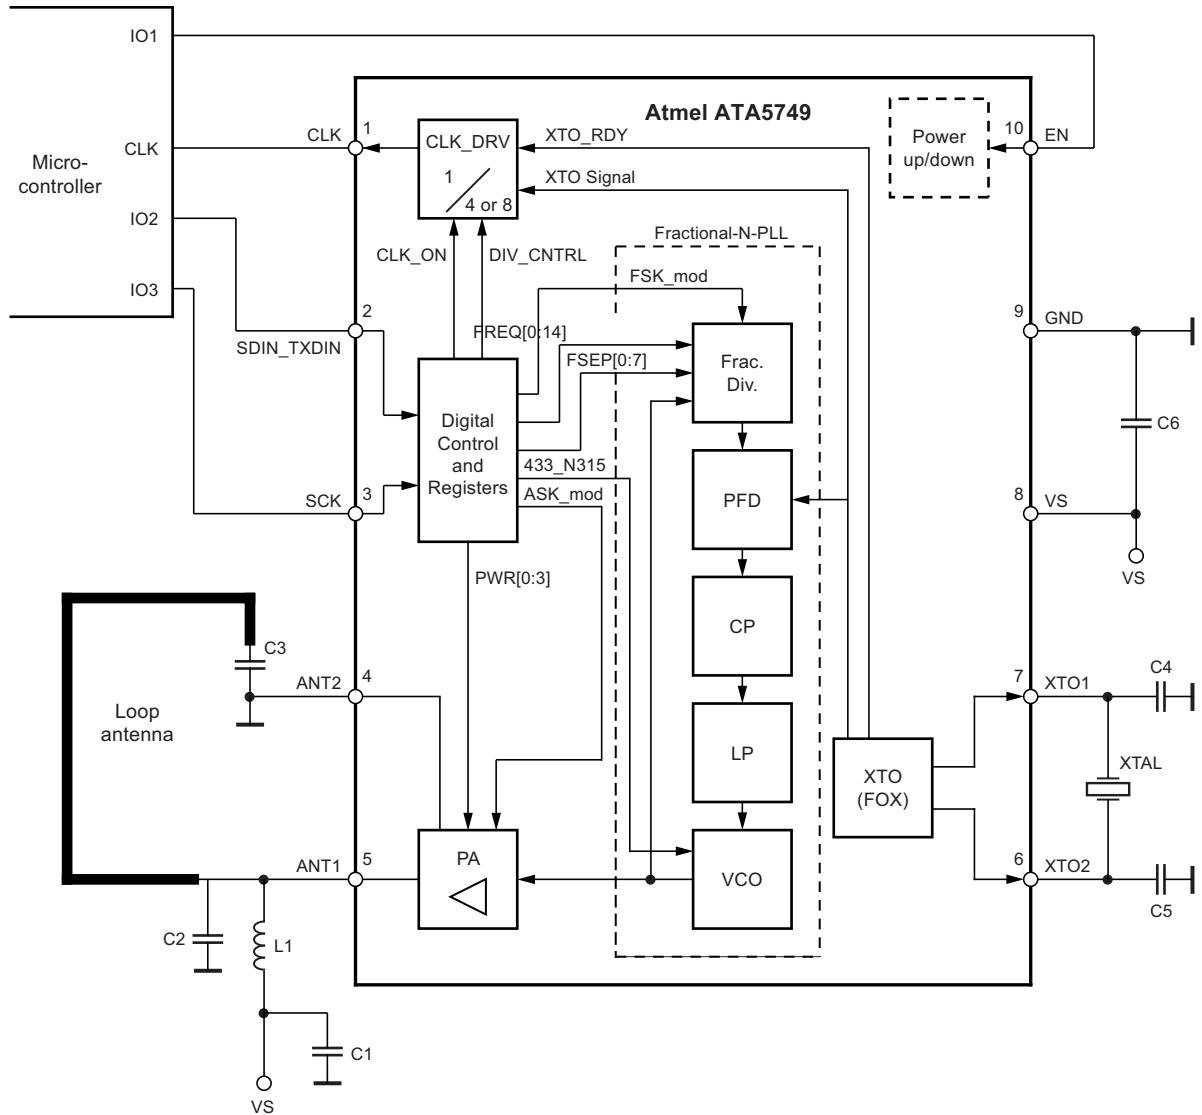 IO1
Atmel ATA5749
Micro-
controller
CLK
CLK
1
CLK_DRV
1
4 or 8
XTO_RDY
XTO Signal
Power
up/down
10
EN
IO2
CLK_ON
DIV_CNTRL
Fractional-N-PLL
IO3
FSK_mod
2
SDIN_TXDIN
FREQ[0:14]
FSEP[0:7]
Frac.
Div.
9
GND
Digital
Control
and
Registers
433_N315
ASK_mod
C6
3
SCK
PFD
8
VS
VS
PWR[0:3]
CP
C3
ANT2
4
7
XTO1
C4
Loop
antenna
LP
XTO
(FOX)
XTAL
ANT1
5
PA
VCO
6
XTO2
C5
C2
L1
C1
VS